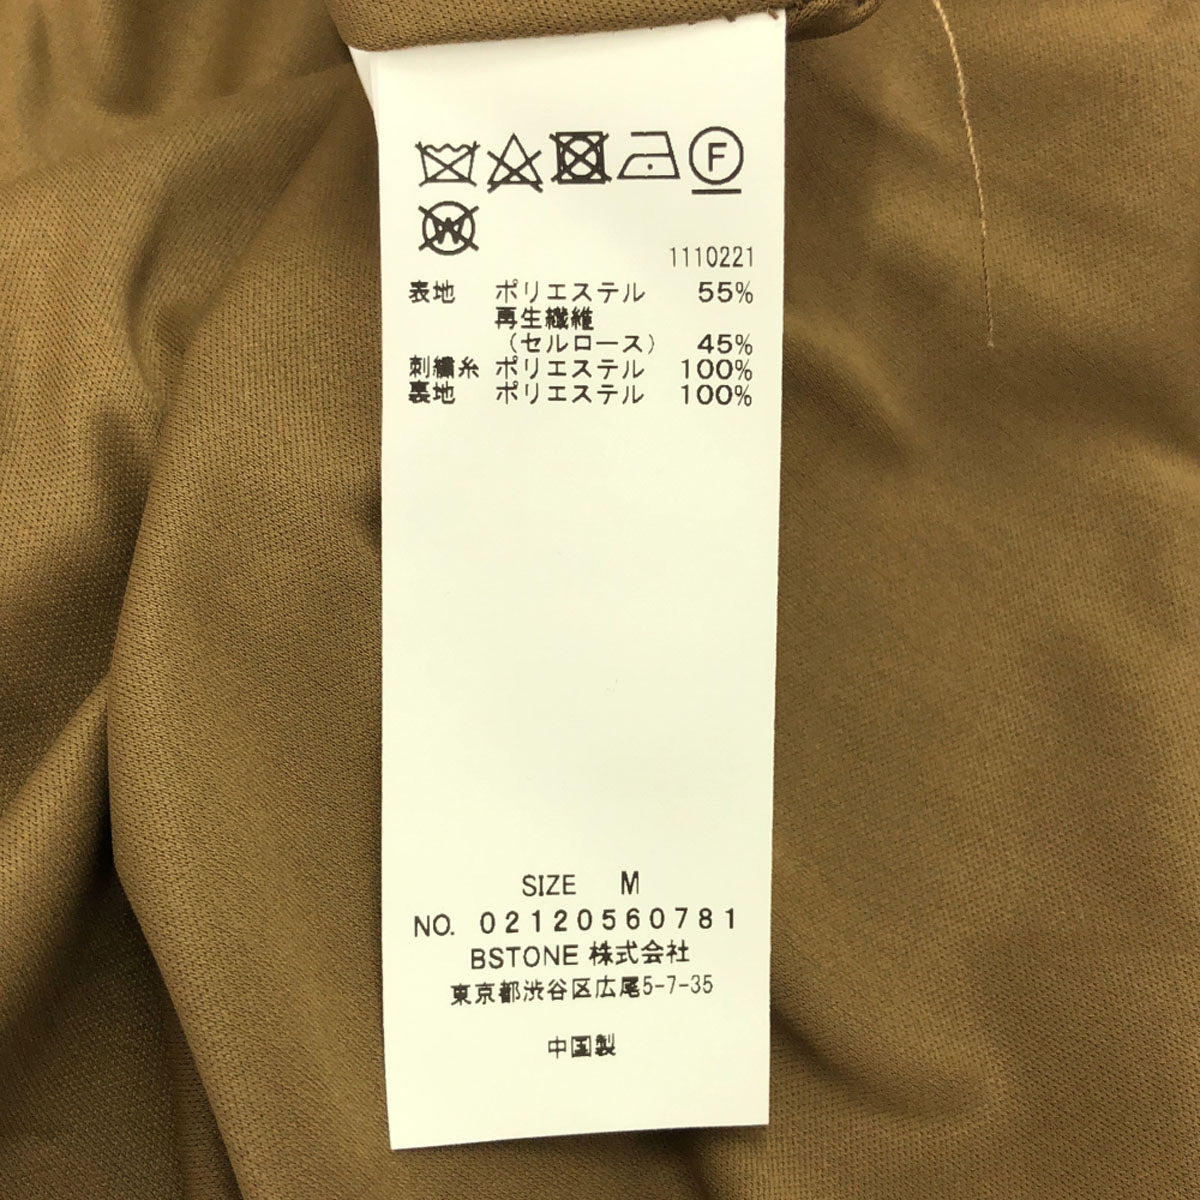 F
W
1110221
表地 ポリエステル 55%
再生繊維
(セルロース) 45%
刺繍糸 ポリエステル 100%
裏地 ポリエステル 100%
SIZE M
NO. 02120560781
BSTONE 株式会社
東京都渋谷区広尾5-7-35
中国製